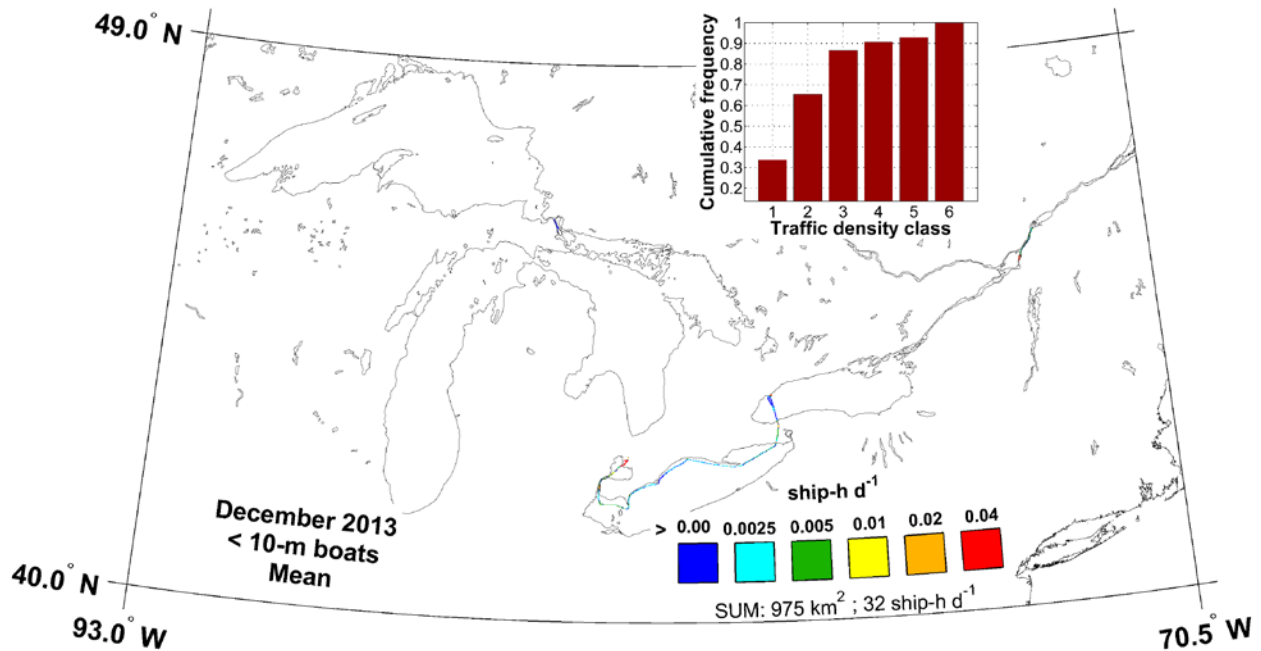 49.0° N
Cumulative frequency
1
0.9
0.8
0.7
0.6
0.5
0.4
0.3
0.2
1 2 3 4 5 6
Traffic density class
December 2013
< 10-m boats
Mean
ship-h d⁻¹
> 0.00 0.0025 0.005 0.01 0.02 0.04
SUM: 975 km² ; 32 ship-h d⁻¹
40.0° N
93.0° W
70.5° W